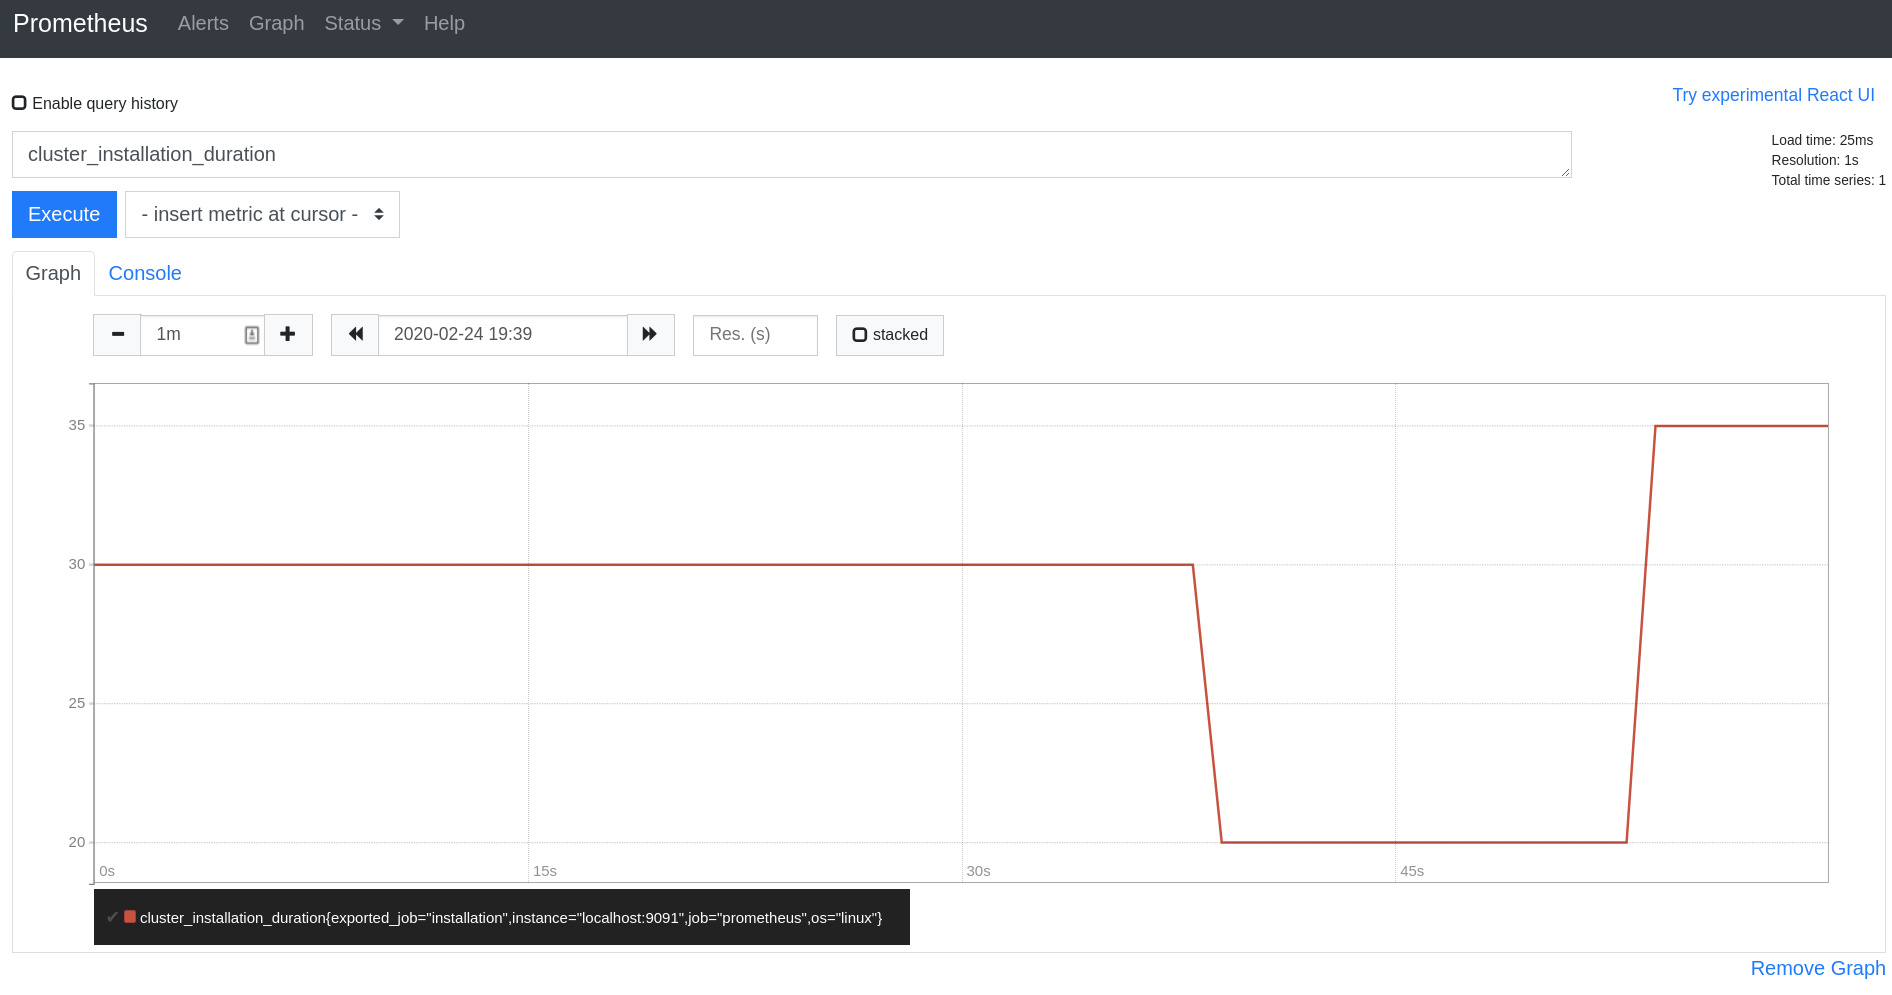 Prometheus Alerts Graph Status Help
Enable query history
Try experimental React UI
cluster_installation_duration
Load time: 25ms
Resolution: 1s
Total time series: 1
Execute - insert metric at cursor -
Graph Console
1m 2020-02-24 19:39 Res. (s) stacked
35
30
25
20
0s 15s 30s 45s
cluster_installation_duration{exported_job="installation",instance="localhost:9091",job="prometheus",os="linux"}
Remove Graph